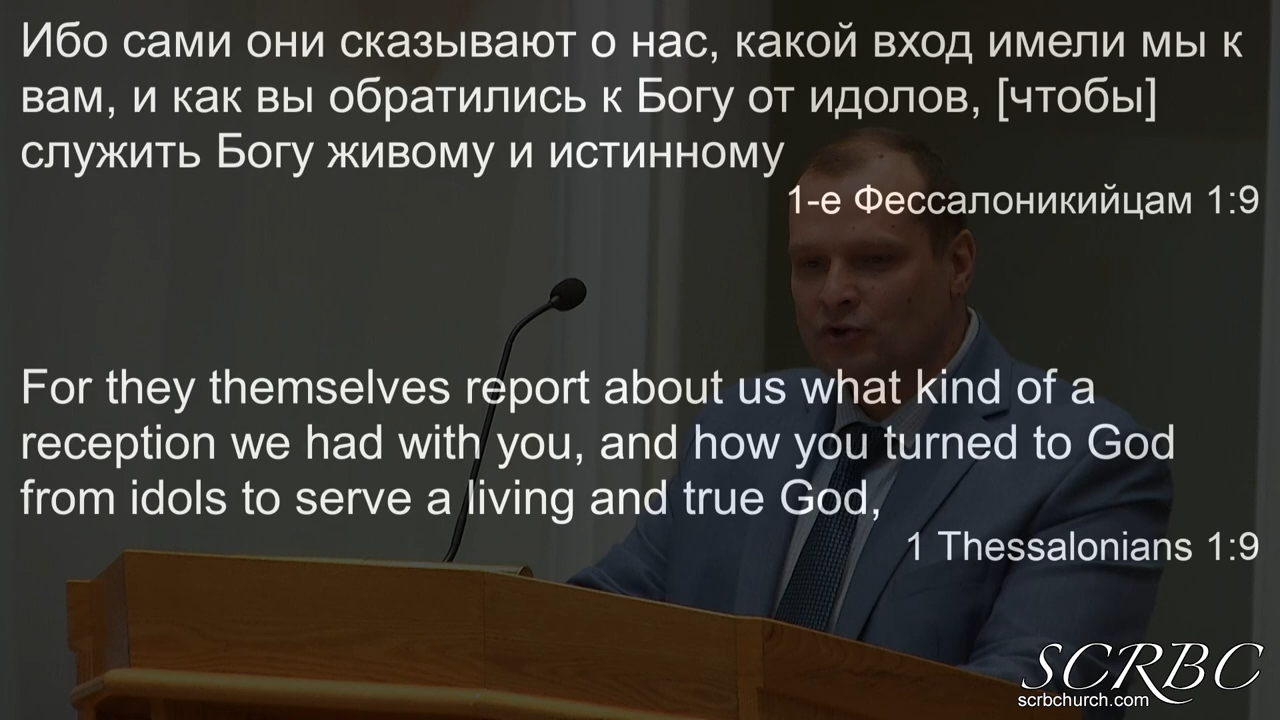 Ибо сами они сказывают о нас, какой вход имели мы к
вам, и как вы обратились к Богу от идолов, [чтобы]
служить Богу живому и истинному
1-е Фессалоникийцам 1:9
For they themselves report about us what kind of a
reception we had with you, and how you turned to God
from idols to serve a living and true God,
1 Thessalonians 1:9
SCRBC
scrbchurch.com